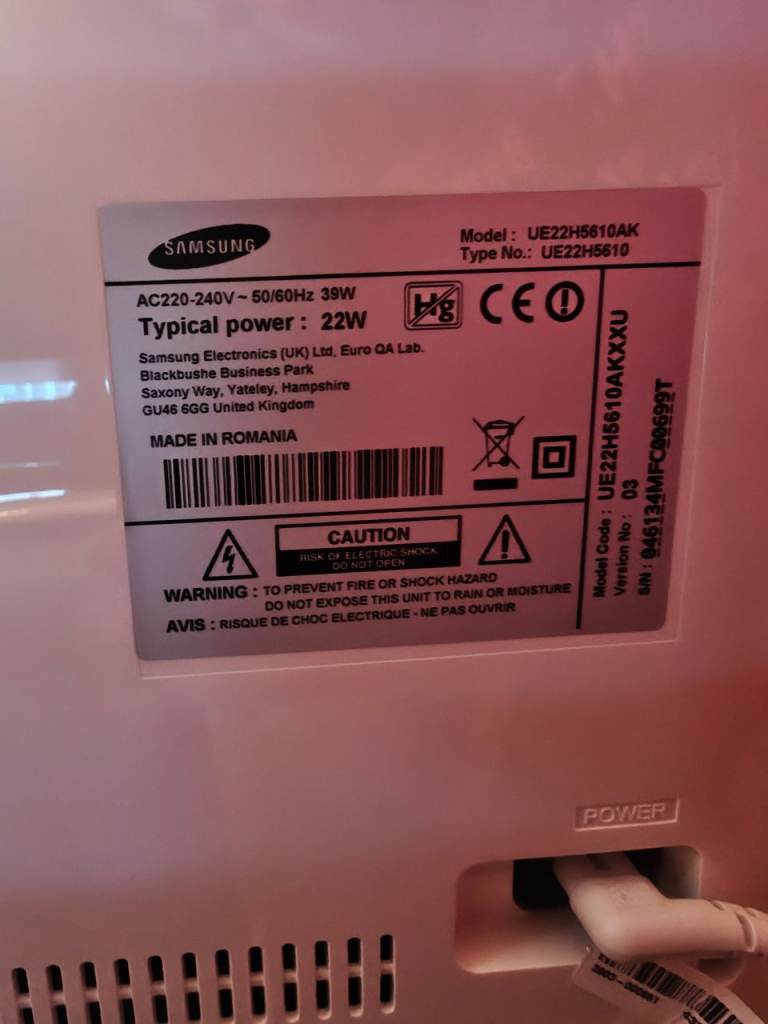 SAMSUNG
Model : UE22H5610AK
Type No.: UE22H5610
AC220-240V ~ 50/60Hz 39W
Typical power : 22W
Hg
CE
Samsung Electronics (UK) Ltd, Euro QA Lab.
Blackbushe Business Park
Saxony Way, Yateley, Hampshire
GU46 6GG United Kingdom
MADE IN ROMANIA
CAUTION
RISK OF ELECTRIC SHOCK
DO NOT OPEN
WARNING : TO PREVENT FIRE OR SHOCK HAZARD
DO NOT EXPOSE THIS UNIT TO RAIN OR MOISTURE
AVIS : RISQUE DE CHOC ELECTRIQUE - NE PAS OUVRIR
Model Code : UE22H5610AKXXU
Version No : 03
S/N : 046134MFC00699T
POWER